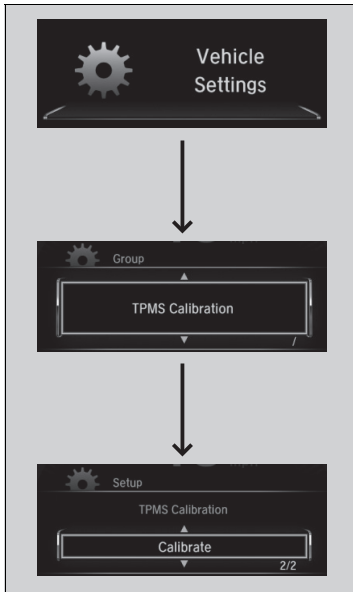 Vehicle
Settings
Group
TPMS Calibration
/
Setup
TPMS Calibration
Calibrate
2/2